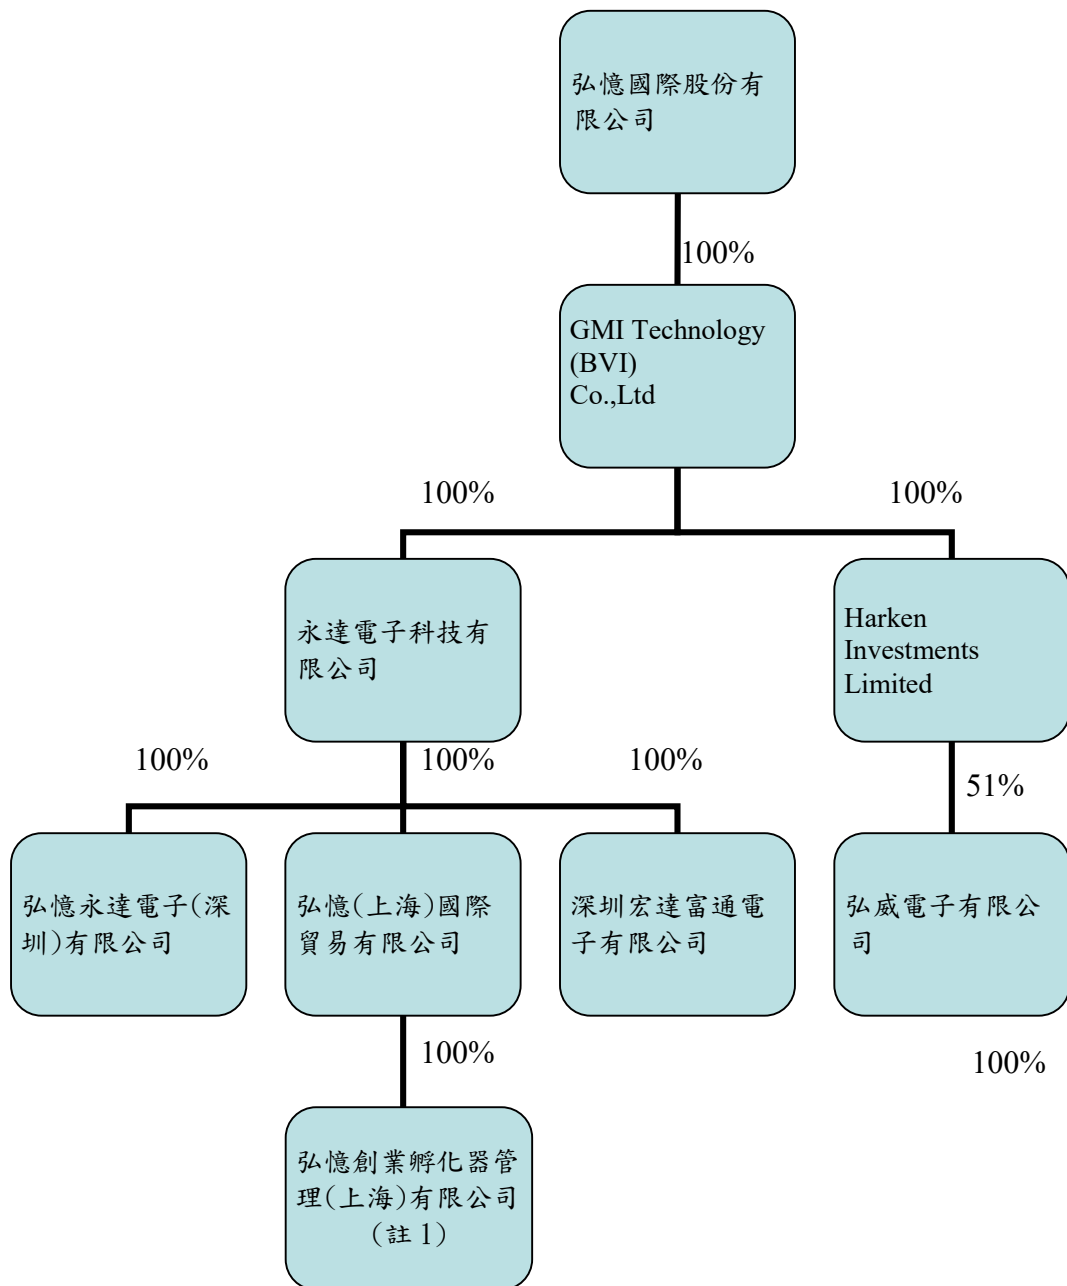 弘憶國際股份有
限公司
100%
GMI Technology
(BVI)
Co.,Ltd
100%
100%
永達電子科技有
限公司
Harken
Investments
Limited
100%
100%
100%
51%
弘憶永達電子(深
圳)有限公司
弘憶(上海)國際
貿易有限公司
深圳宏達富通電
子有限公司
弘威電子有限公
司
100%
100%
弘憶創業孵化器管
理(上海)有限公司
(註 1)